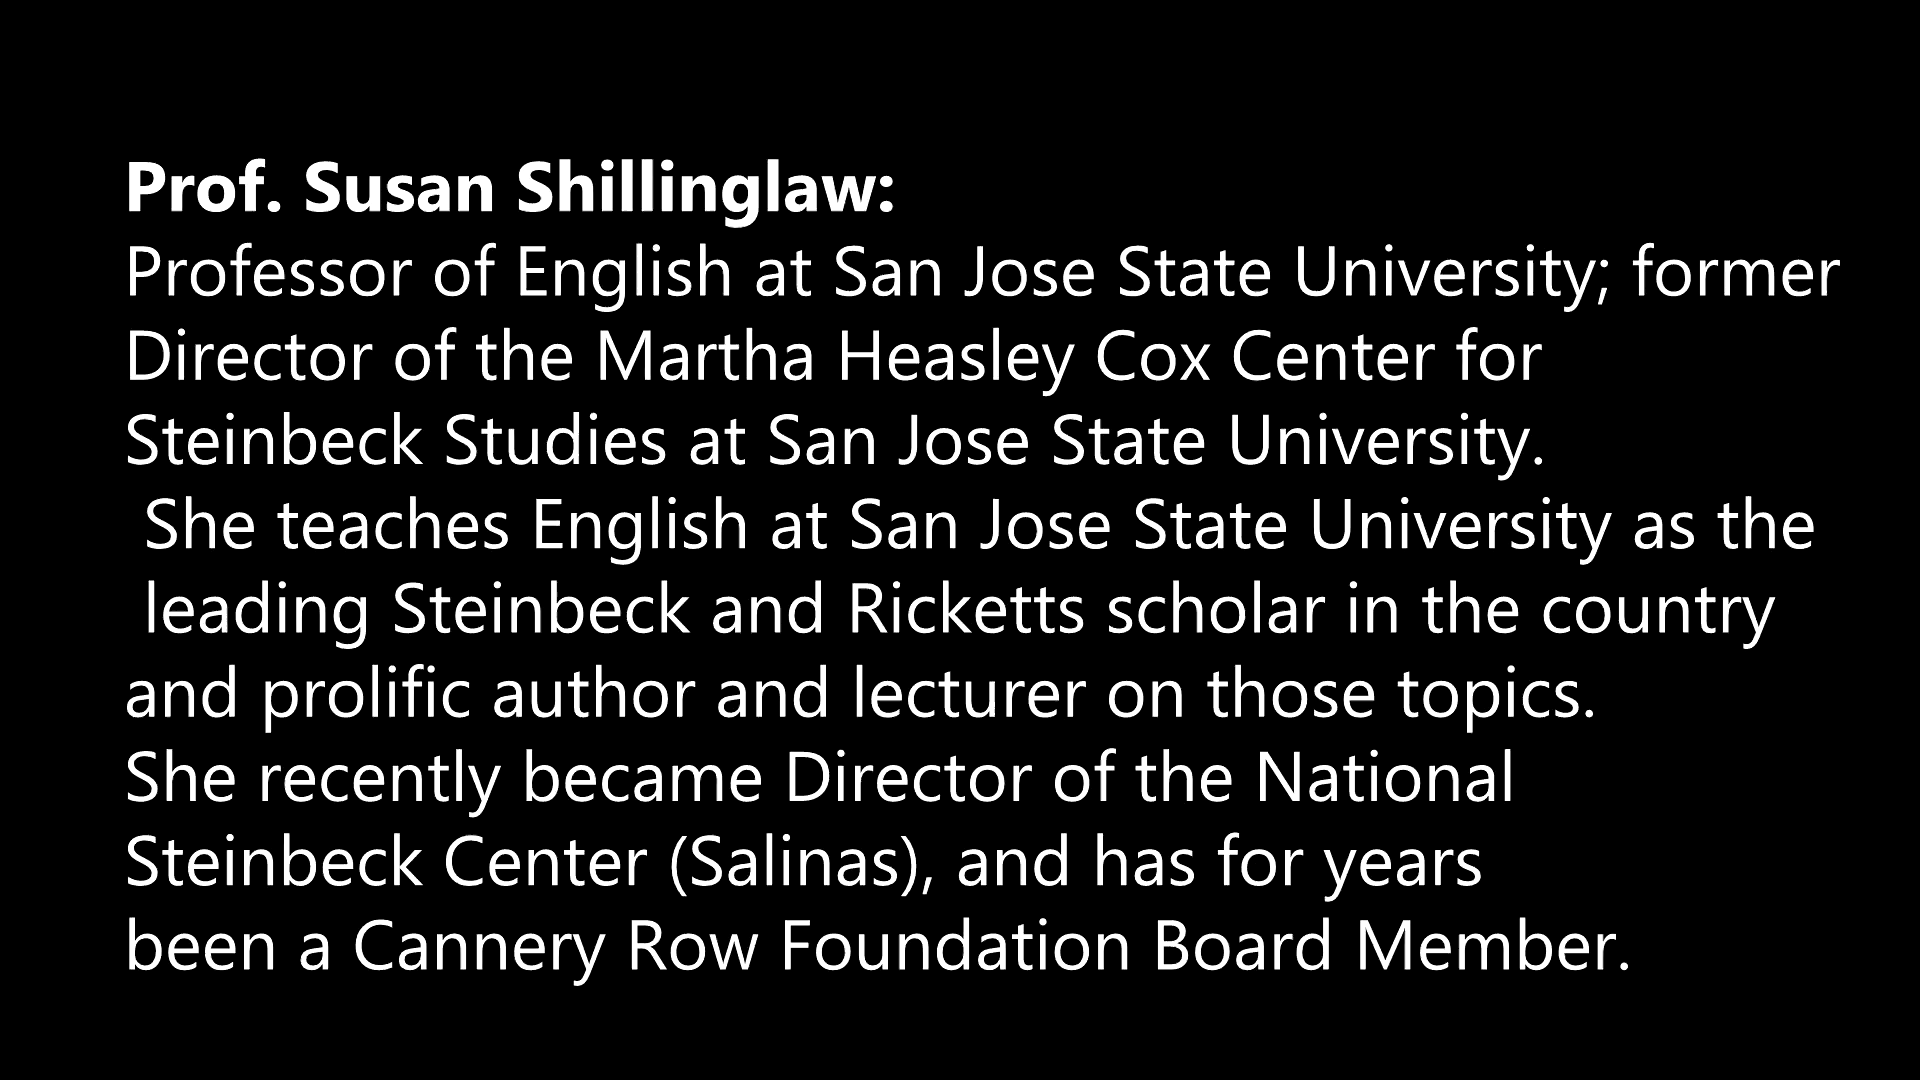 Prof. Susan Shillinglaw:
Professor of English at San Jose State University; former
Director of the Martha Heasley Cox Center for
Steinbeck Studies at San Jose State University.
She teaches English at San Jose State University as the
leading Steinbeck and Ricketts scholar in the country
and prolific author and lecturer on those topics.
She recently became Director of the National
Steinbeck Center (Salinas), and has for years
been a Cannery Row Foundation Board Member.